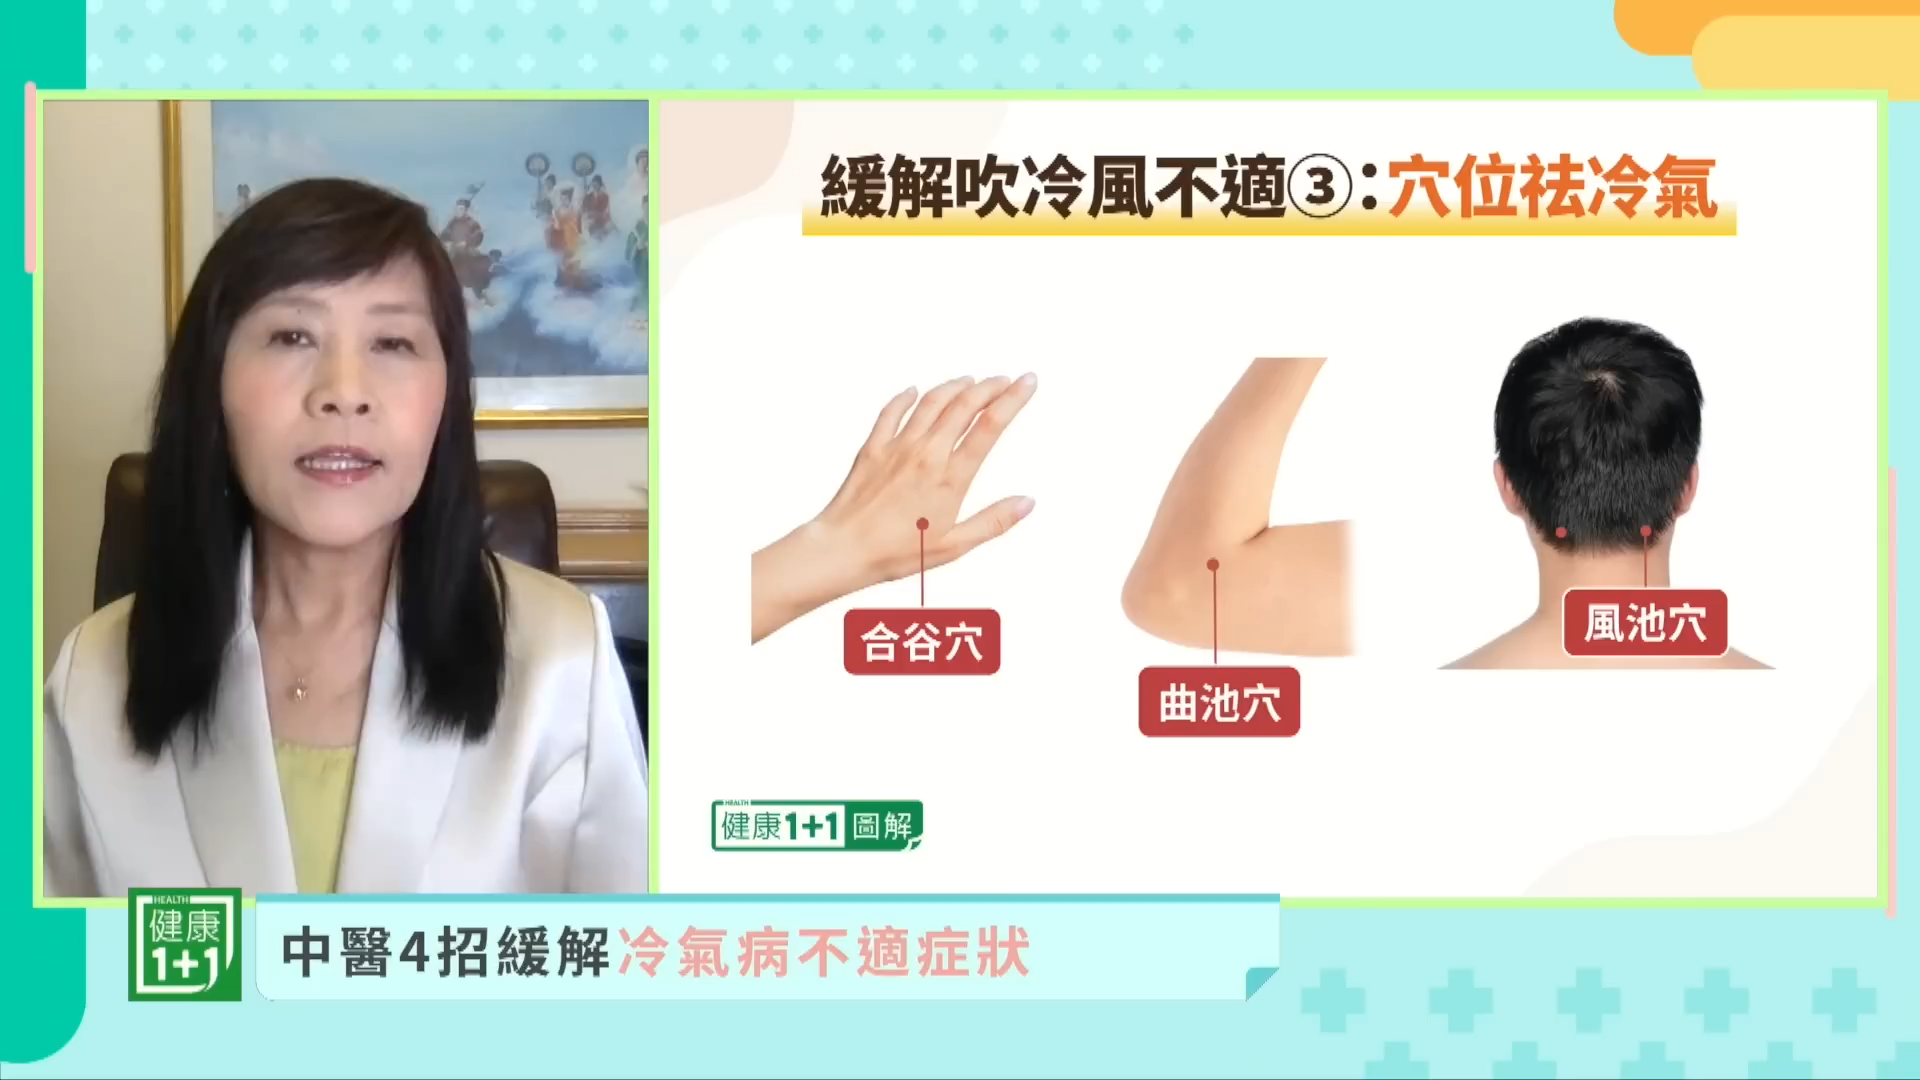 緩解吹冷風不適③：穴位祛冷氣
合谷穴
曲池穴
風池穴
HEALTH
健康1+1 圖解
HEALTH
健康
1+1
中醫4招緩解冷氣病不適症狀